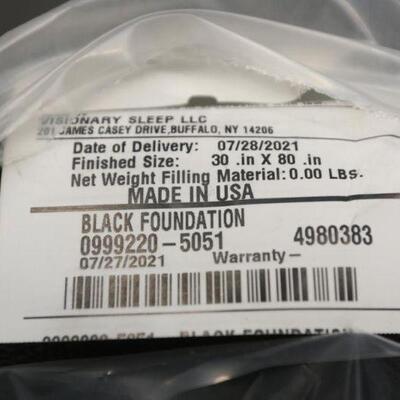 VISIONARY SLEEP LLC
201 JAMES CASEY DRIVE,BUFFALO, NY 14206
Date of Delivery: 07/28/2021
Finished Size: 30 .in X 80 .in
Net Weight Filling Material: 0.00 LBS.
MADE IN USA
BLACK FOUNDATION
0999220-5051 4980383
07/27/2021 Warranty-
BLACK FOUNDATION